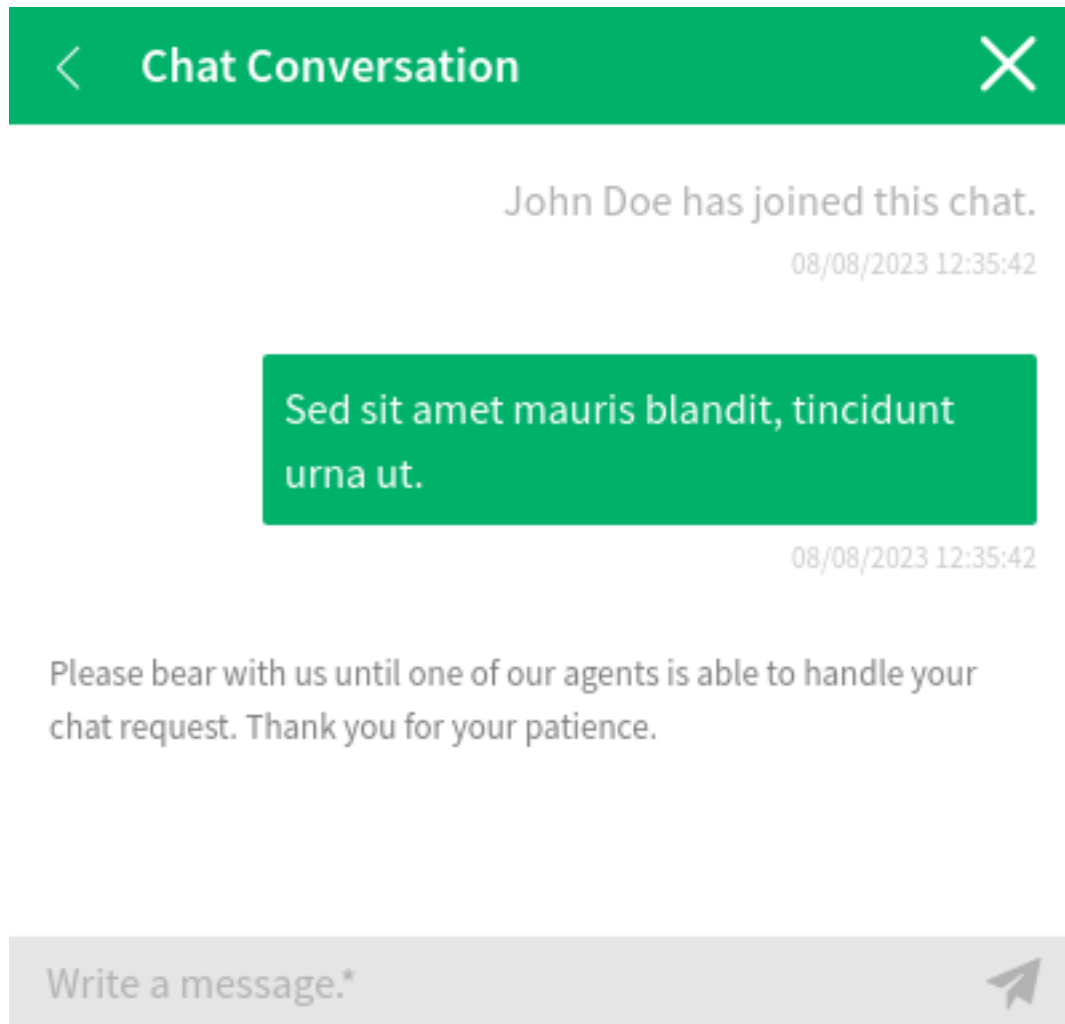 Chat Conversation
John Doe has joined this chat.
08/08/2023 12:35:42
Sed sit amet mauris blandit, tincidunt
urna ut.
08/08/2023 12:35:42
Please bear with us until one of our agents is able to handle your
chat request. Thank you for your patience.
Write a message.*